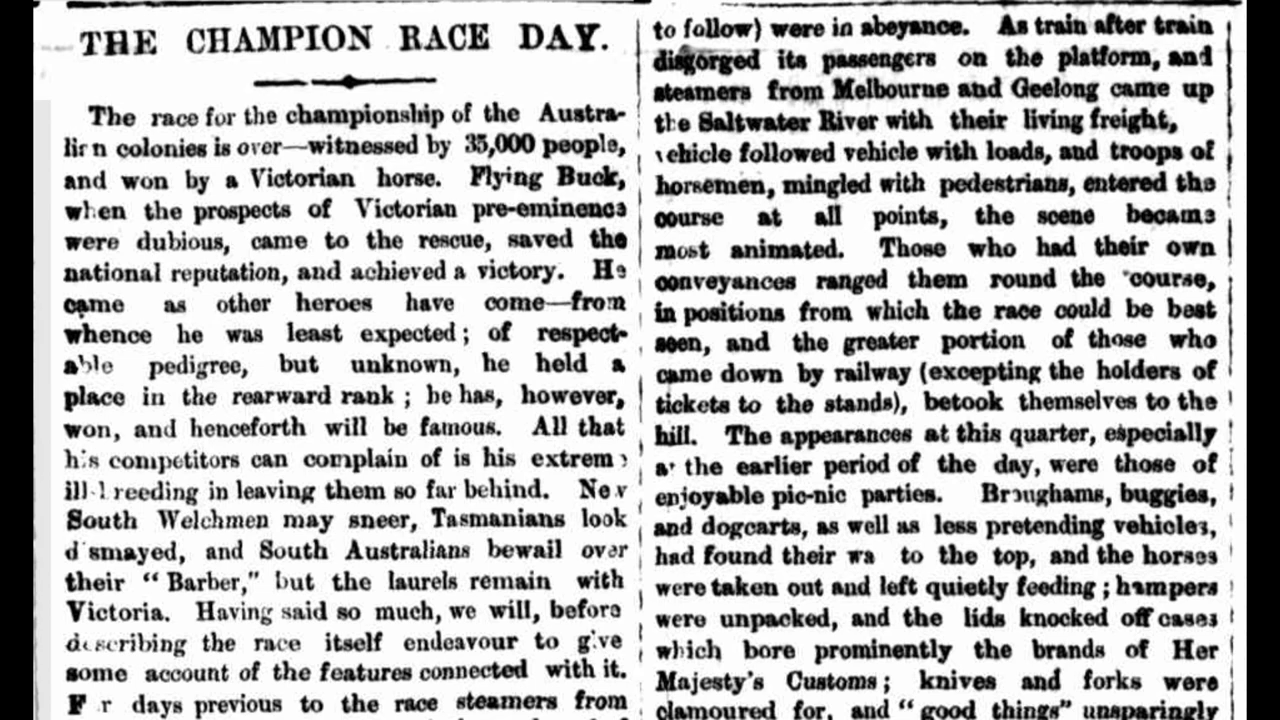 THE CHAMPION RACE DAY.
The race for the championship of the Austra-
lian colonies is over—witnessed by 35,000 people,
and won by a Victorian horse. Flying Buck,
when the prospects of Victorian pre-eminence
were dubious, came to the rescue, saved the
national reputation, and achieved a victory. He
came as other heroes have come—from
whence he was least expected; of respect-
able pedigree, but unknown, he held a
place in the rearward rank; he has, however,
won, and henceforth will be famous. All that
his competitors can complain of is his extreme
ill-breeding in leaving them so far behind. New
South Welchmen may sneer, Tasmanians look
dismayed, and South Australians bewail over
their "Barber," but the laurels remain with
Victoria. Having said so much, we will, before
describing the race itself endeavour to give
some account of the features connected with it.
For days previous to the race steamers from
to follow) were in abeyance. As train after train
disgorged its passengers on the platform, and
steamers from Melbourne and Geelong came up
the Saltwater River with their living freight,
vehicle followed vehicle with loads, and troops of
horsemen, mingled with pedestrians, entered the
course at all points, the scene became
most animated. Those who had their own
conveyances ranged them round the course,
in positions from which the race could be best
seen, and the greater portion of those who
came down by railway (excepting the holders of
tickets to the stands), betook themselves to the
hill. The appearances at this quarter, especially
at the earlier period of the day, were those of
enjoyable pic-nic parties. Broughams, buggies,
and dogcarts, as well as less pretending vehicles,
had found their wa to the top, and the horses
were taken out and left quietly feeding; hampers
were unpacked, and the lids knocked off cases
which bore prominently the brands of Her
Majesty's Customs; knives and forks were
clamoured for, and "good things" unsparingly